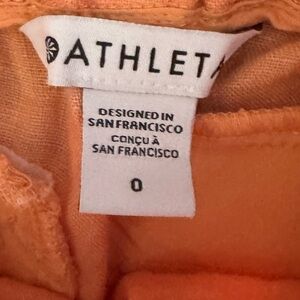 ATHLETA
DESIGNED IN
SAN FRANCISCO
CONÇU À
SAN FRANCISCO
0